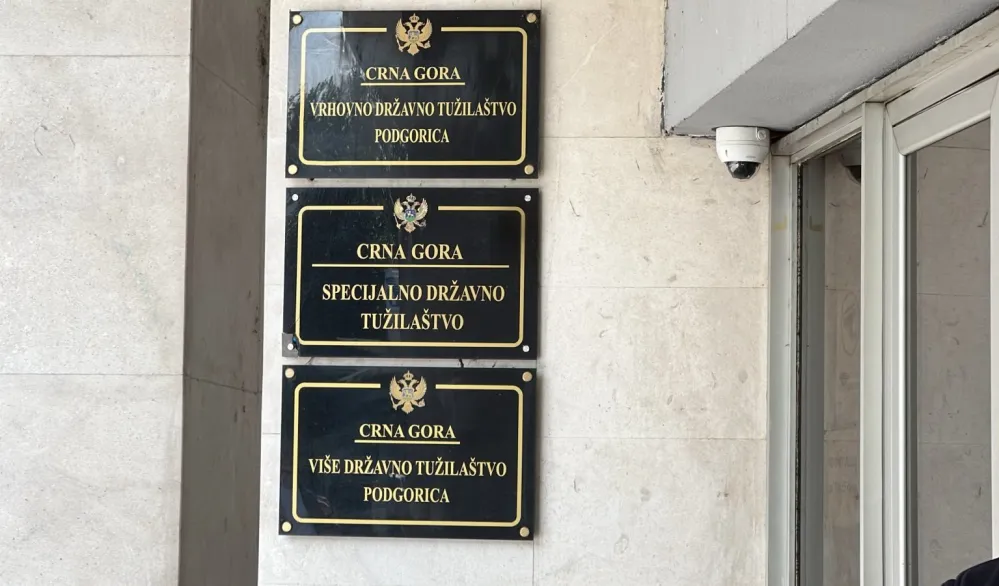 CRNA GORA
VRHOVNO DRŽAVNO TUŽILAŠTVO
PODGORICA
CRNA GORA
SPECIJALNO DRŽAVNO
TUŽILAŠTVO
CRNA GORA
VIŠE DRŽAVNO TUŽILAŠTVO
PODGORICA